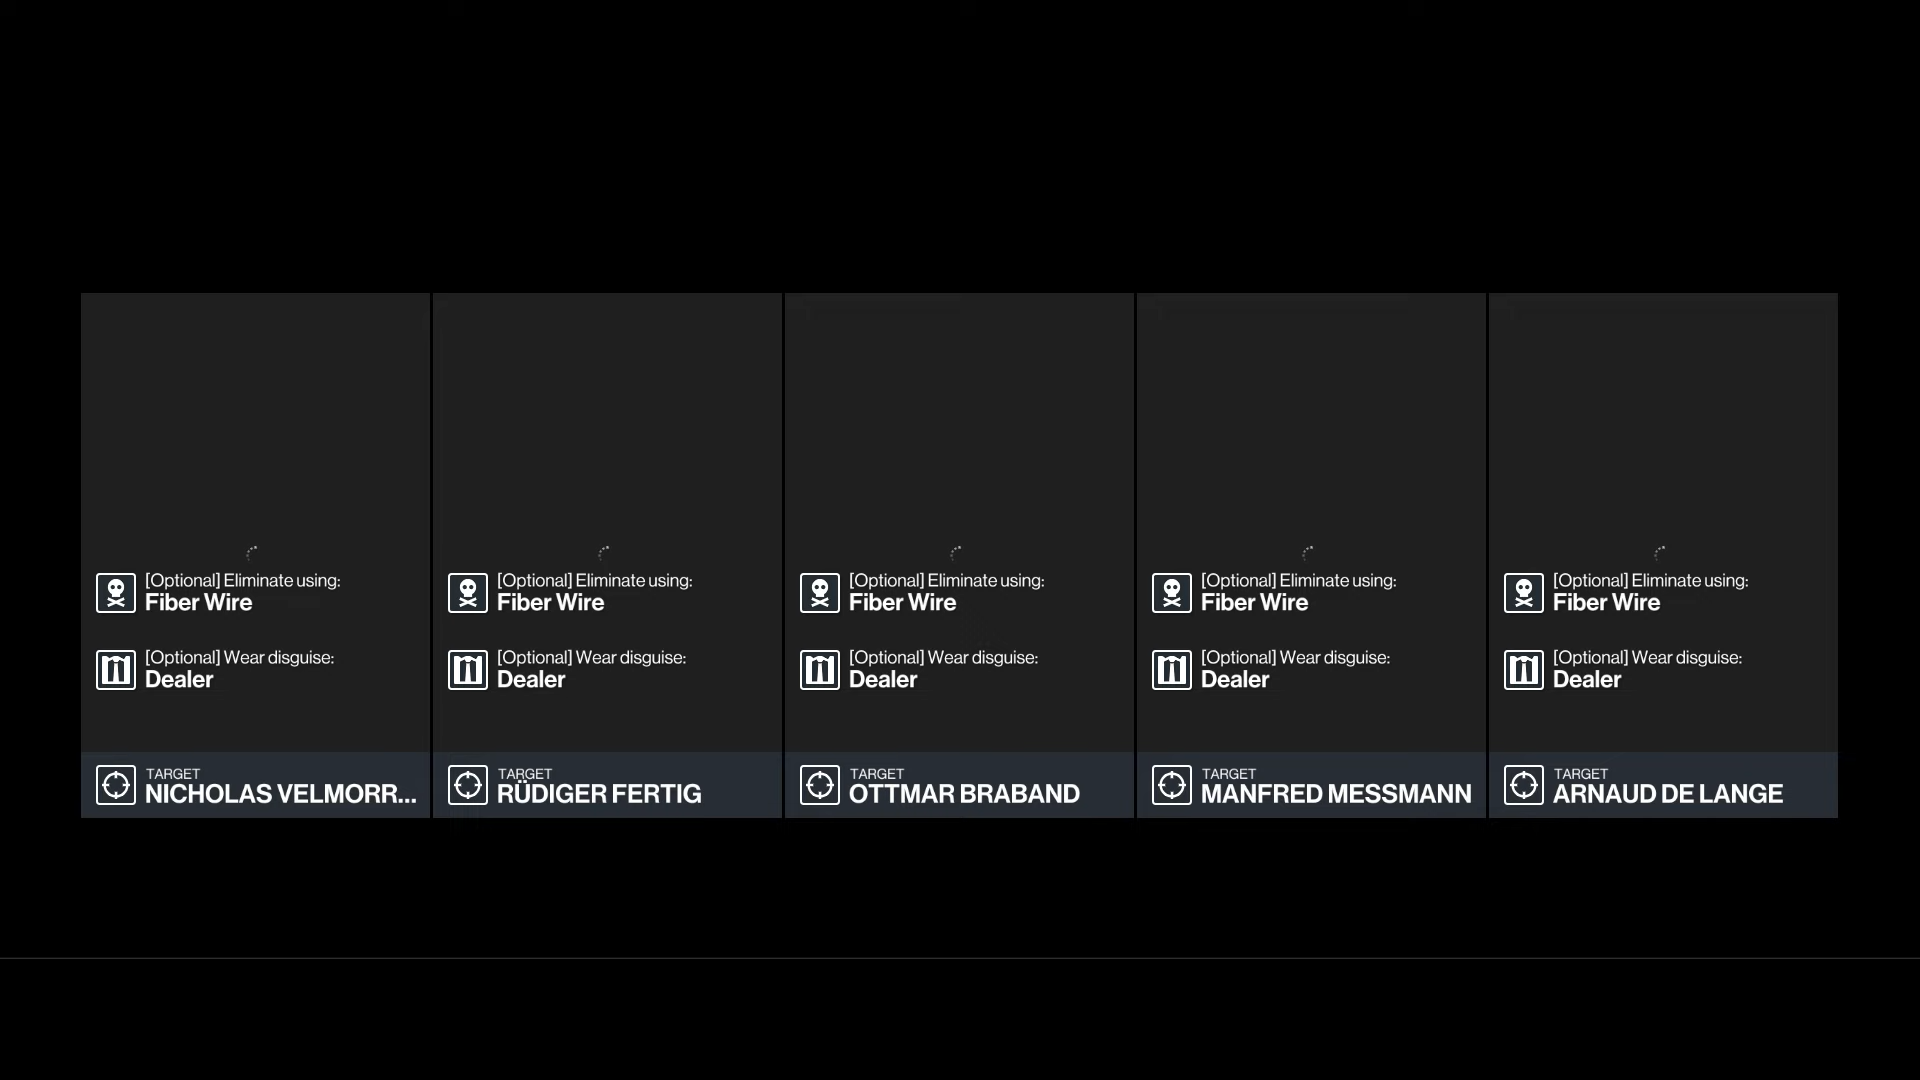 [Optional] Eliminate using:
Fiber Wire
[Optional] Wear disguise:
Dealer
TARGET
NICHOLAS VELMORR...
[Optional] Eliminate using:
Fiber Wire
[Optional] Wear disguise:
Dealer
TARGET
RÜDIGER FERTIG
[Optional] Eliminate using:
Fiber Wire
[Optional] Wear disguise:
Dealer
TARGET
OTTMAR BRABAND
[Optional] Eliminate using:
Fiber Wire
[Optional] Wear disguise:
Dealer
TARGET
MANFRED MESSMANN
[Optional] Eliminate using:
Fiber Wire
[Optional] Wear disguise:
Dealer
TARGET
ARNAUD DE LANGE